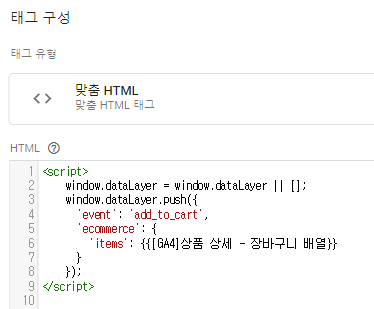 태그 구성
태그 유형
맞춤 HTML
맞춤 HTML 태그
HTML ?
1 <script>
2 window.dataLayer = window.dataLayer || [];
3 window.dataLayer.push({
4 'event': 'add_to_cart',
5 'ecommerce': {
6 'items': {{[GA4]상품 상세 - 장바구니 배열}}
7 }
8 });
9 </script>
10